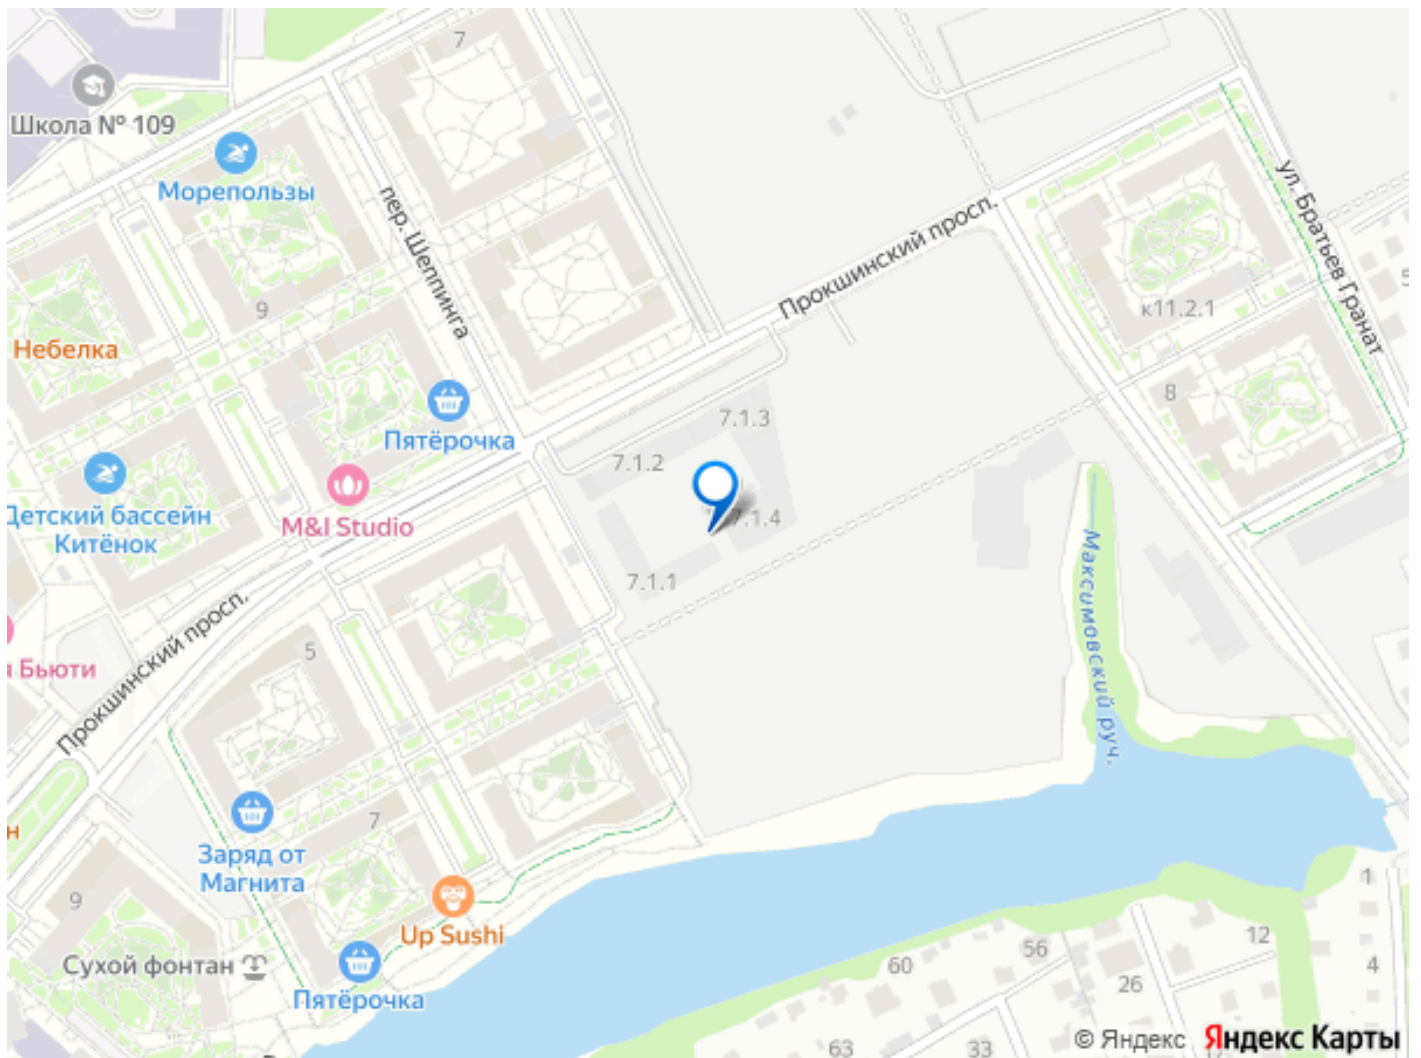 7
Школа № 109
Морепользы
пер. Шеппинга
ул. Братьев Гранат
Прокшинский просп.
5
9
к11.2.1
Небелка
8
7.1.3
Пятёрочка
7.1.2
M&I Studio
Детский бассейн
Китёнок
7.1.4
7.1.1
Максимовский руч.
Прокшинский просп.
5
я Бьюти
7
Заряд от
Магнита
н
9
Up Sushi
1
12
56
4
60
Сухой фонтан
26
Пятёрочка
63
33
© Яндекс Яндекс Карты